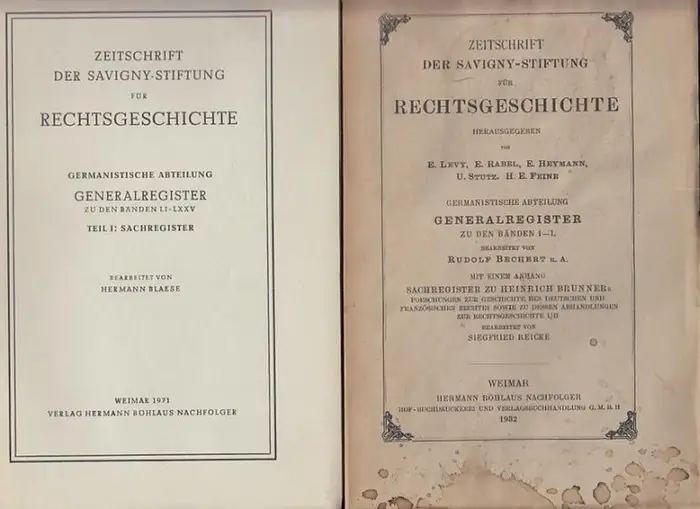 ZEITSCHRIFT
DER SAVIGNY-STIFTUNG
FÜR
RECHTSGESCHICHTE
GERMANISTISCHE ABTEILUNG
GENERALREGISTER
ZU DEN BÄNDEN LI-LXXV
TEIL I: SACHREGISTER
BEARBEITET VON
HERMANN BLAESE
WEIMAR 1971
VERLAG HERMANN BÖHLAUS NACHFOLGER
ZEITSCHRIFT
DER SAVIGNY-STIFTUNG
FÜR
RECHTSGESCHICHTE
HERAUSGEGEBEN
VON
E. LEVY, E. RABEL, E. HEYMANN,
U. STUTZ, H. E. FEINE
GERMANISTISCHE ABTEILUNG
GENERALREGISTER
ZU DEN BÄNDEN I—L
BEARBEITET VON
RUDOLF BECHERT U. A.
MIT EINEM ANHANG
SACHREGISTER ZU HEINRICH BRUNNERS
FORSCHUNGEN ZUR GESCHICHTE DES DEUTSCHEN UND
FRANZÖSISCHEN RECHTES SOWIE ZU DESSEN ABHANDLUNGEN
ZUR RECHTSGESCHICHTE I/II
BEARBEITET VON
SIEGFRIED REICKE
WEIMAR
HERMANN BÖHLAUS NACHFOLGER
HOF-BUCHDRUCKEREI UND VERLAGSBUCHHANDLUNG G. M. B. H
1932